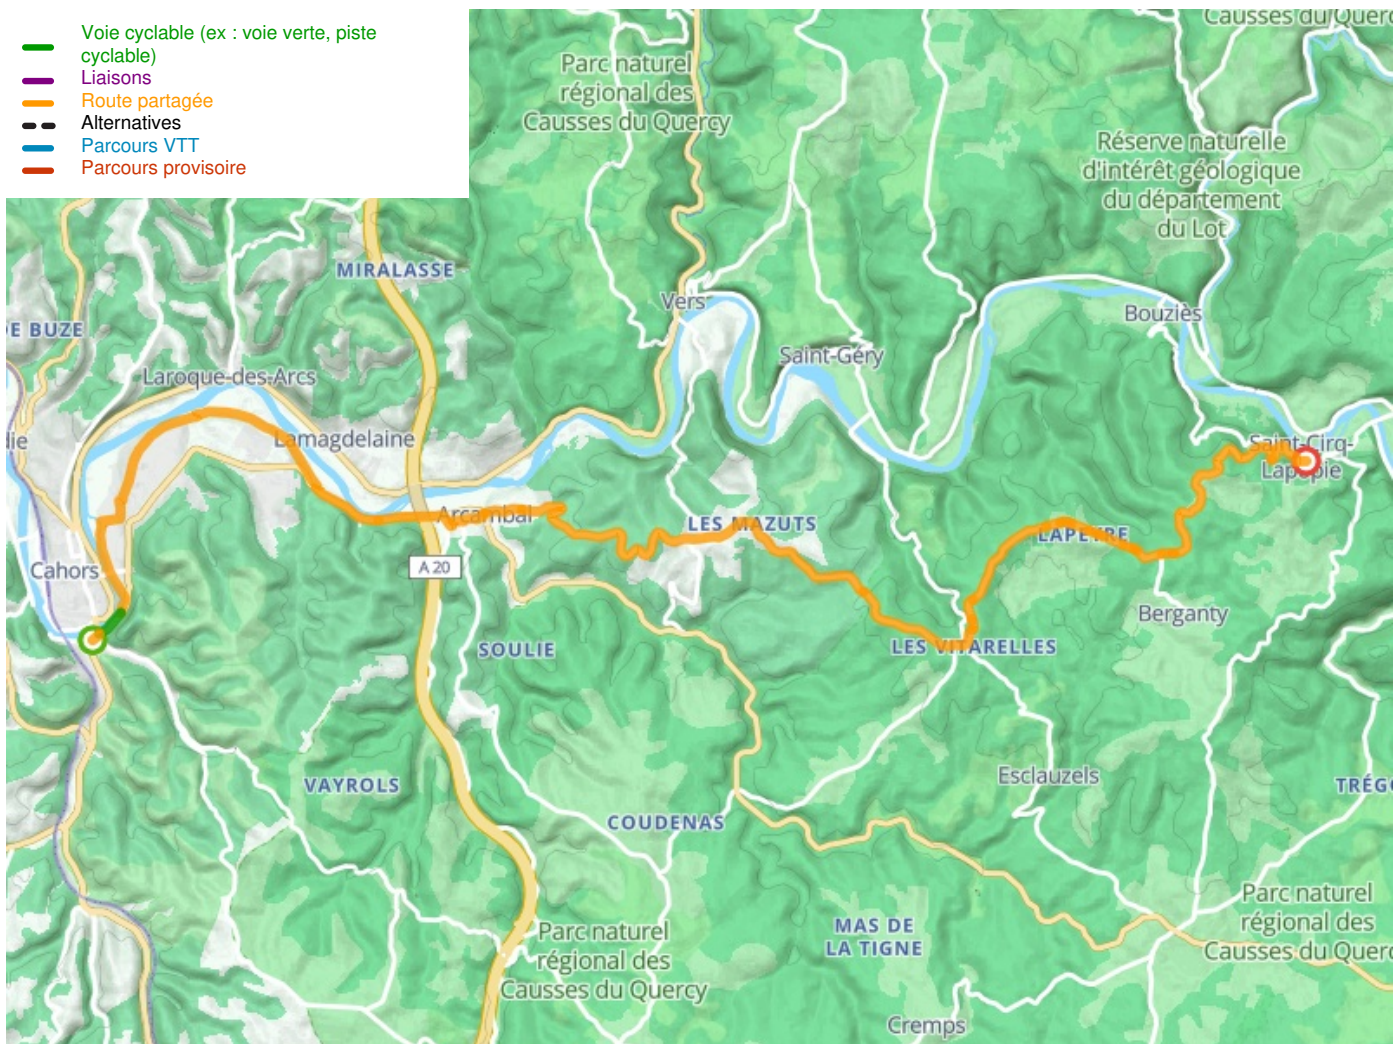 Voie cyclable (ex : voie verte, piste
cyclable)
Liaisons
Route partagée
Alternatives
Parcours VTT
Parcours provisoire
Causses du Querc
Parc naturel
régional des
Causses du Quercy
Réserve naturelle
d'intérêt géologique
du département
du Lot
MIRALASSE
Vers
Bouziès
E BUZE
Saint-Géry
Laroque-des-Arcs
die
Lamagdelaine
Saint-Cirq-
Lapopie
Arcambal
LES MAZUTS
LAPEYRE
A 20
Cahors
Berganty
SOULIE
LES VITARELLES
VAYROLS
Esclauzels
TRÉGO
COUDENAS
Parc naturel
régional des
Causses du Querc
MAS DE
LA TIGNE
Parc naturel
régional des
Causses du Quercy
Cremps